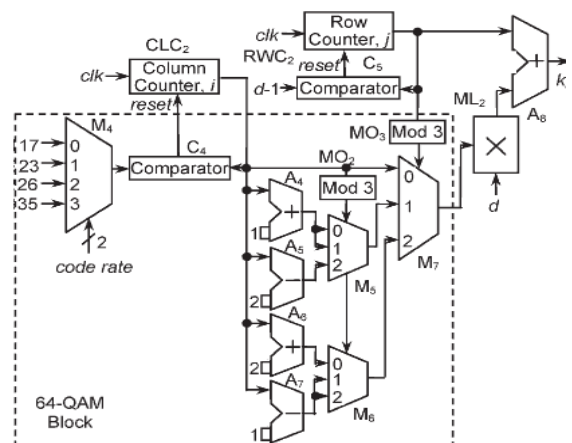 CLC2
clk
Column
Counter, i
reset
clk
Row
Counter, j
RWC2
reset
C5
d-1
Comparator
k
A8
ML2
×
d
17
23
26
35
0
1
2
3
M4
C4
Comparator
2
code rate
MO3
Mod 3
MO2
Mod 3
0
1
2
M7
A4
+
1
A5
−
2
0
1
2
M5
A6
+
2
A7
−
1
0
1
2
M6
64-QAM
Block